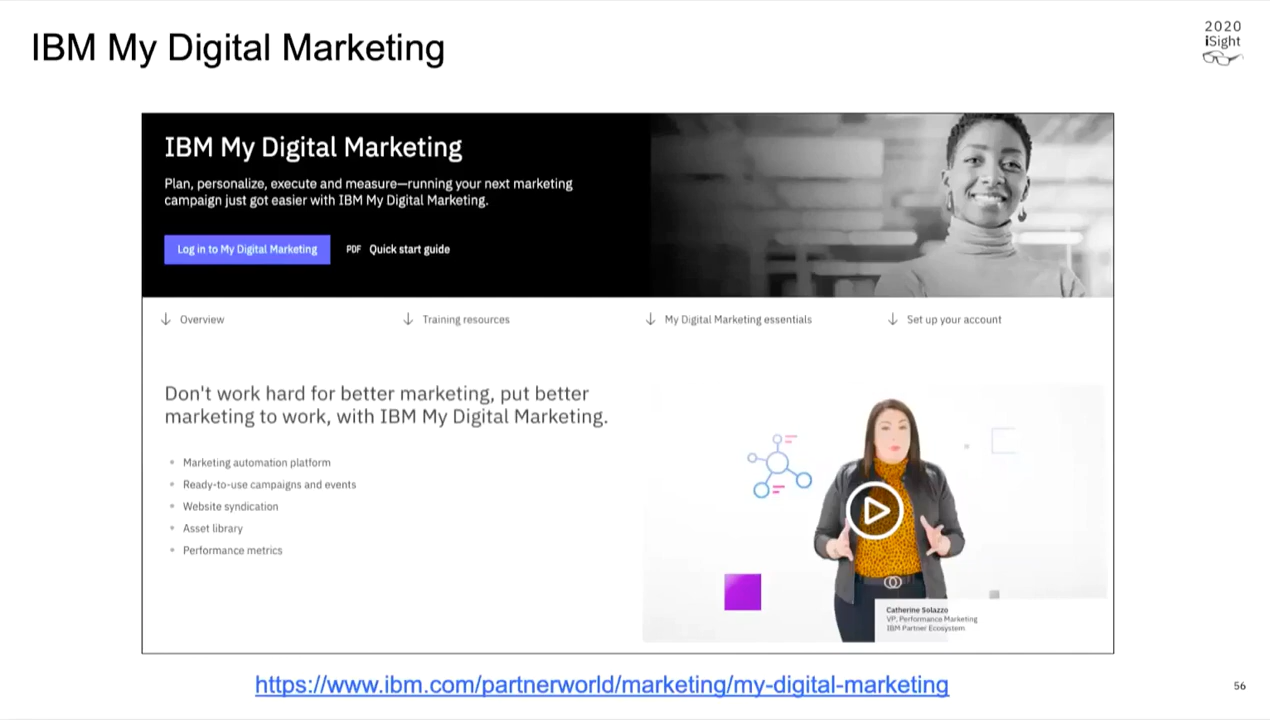 IBM My Digital Marketing
2020
iSight
IBM My Digital Marketing
Plan, personalize, execute and measure—running your next marketing
campaign just got easier with IBM My Digital Marketing.
Log in to My Digital Marketing
PDF Quick start guide
Overview
Training resources
My Digital Marketing essentials
Set up your account
Don't work hard for better marketing, put better
marketing to work, with IBM My Digital Marketing.
Marketing automation platform
Ready-to-use campaigns and events
Website syndication
Asset library
Performance metrics
Catherine Solazzo
VP, Performance Marketing
IBM Partner Ecosystem
https://www.ibm.com/partnerworld/marketing/my-digital-marketing
56